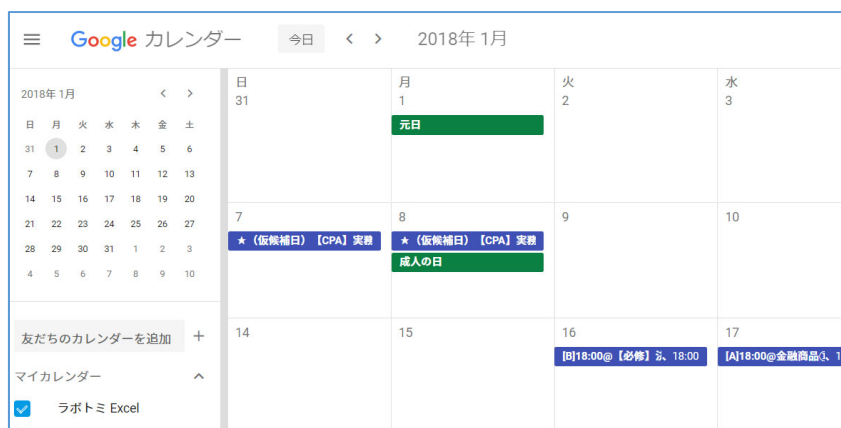 Google カレンダー 今日 < > 2018年 1月
2018年 1月 < >
日 月 火 水 木 金 土
31 1 2 3 4 5 6
7 8 9 10 11 12 13
14 15 16 17 18 19 20
21 22 23 24 25 26 27
28 29 30 31 1 2 3
4 5 6 7 8 9 10
友だちのカレンダーを追加 +
マイカレンダー
ラボトミ Excel
日 月 火 水
31 1 2 3
元日
7 8 9 10
★（仮候補日）【CPA】実務 ★（仮候補日）【CPA】実務
成人の日
14 15 16 17
[B]18:00@【必修】 、18:00 [A]18:00@金融商品①、1